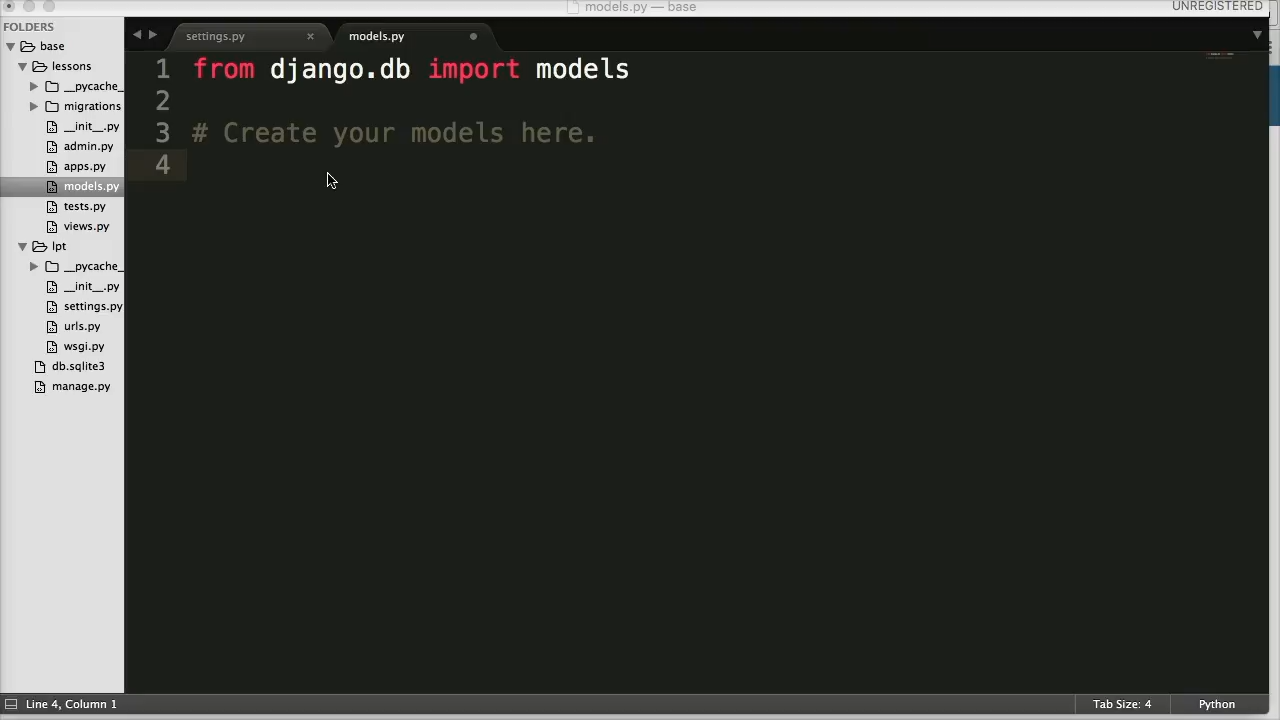 models.py — base
UNREGISTERED
FOLDERS
base
lessons
__pycache_
migrations
__init__.py
admin.py
apps.py
models.py
tests.py
views.py
lpt
__pycache_
__init__.py
settings.py
urls.py
wsgi.py
db.sqlite3
manage.py
settings.py × models.py
1 from django.db import models
2
3 # Create your models here.
4
Line 4, Column 1
Tab Size: 4
Python